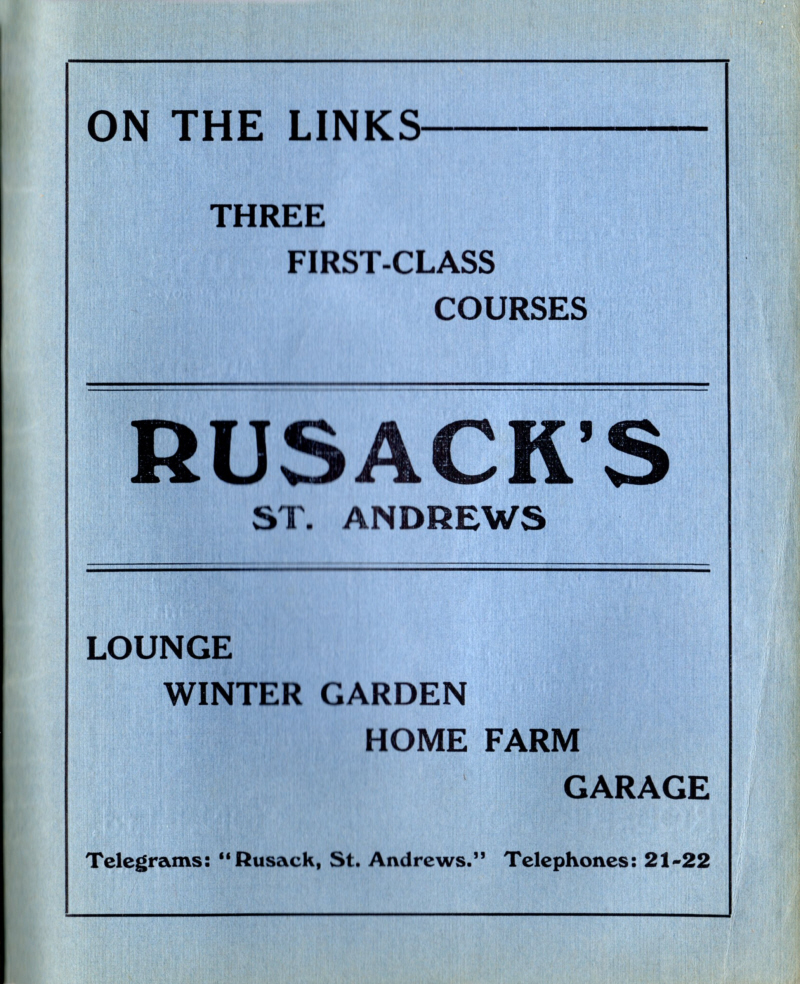 ON THE LINKS
THREE
FIRST-CLASS
COURSES
RUSACK'S
ST. ANDREWS
LOUNGE
WINTER GARDEN
HOME FARM
GARAGE
Telegrams: "Rusack, St. Andrews." Telephones: 21-22